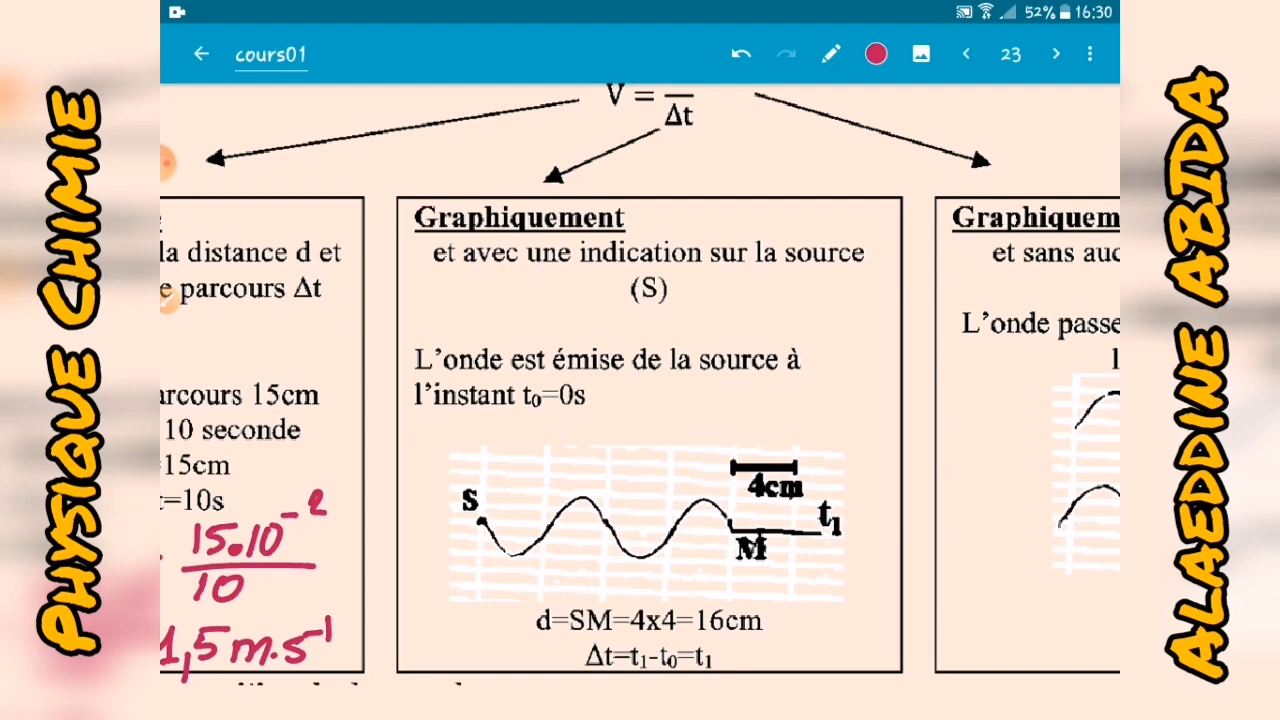 PHYSIQUE CHIMIE
52% 16:30
cours01
23
V =
Δt
la distance d et
parcours Δt
15cm
10 seconde
=15cm
t=10s
15.10⁻²
10
1,5 m.s⁻¹
Graphiquement
et avec une indication sur la source
(S)
L'onde est émise de la source à
l'instant t₀=0s
4cm
S
t₁
M
d=SM=4x4=16cm
Δt=t₁-t₀=t₁
Graphiquem
et sans auc
L'onde passe
ALAEDDINE ABIDA